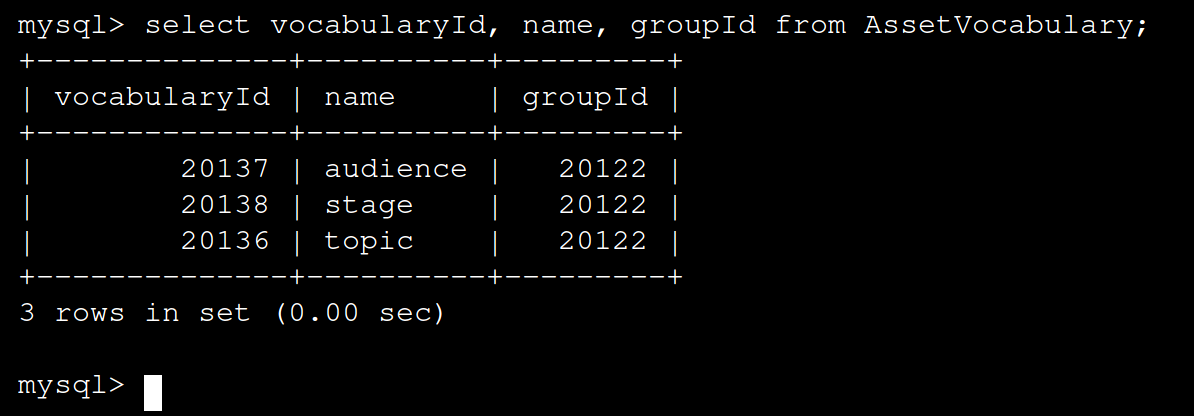 mysql> select vocabularyId, name, groupId from AssetVocabulary;
+--------------+----------+---------+
| vocabularyId | name     | groupId |
+--------------+----------+---------+
|        20137 | audience |   20122 |
|        20138 | stage    |   20122 |
|        20136 | topic    |   20122 |
+--------------+----------+---------+
3 rows in set (0.00 sec)
mysql>